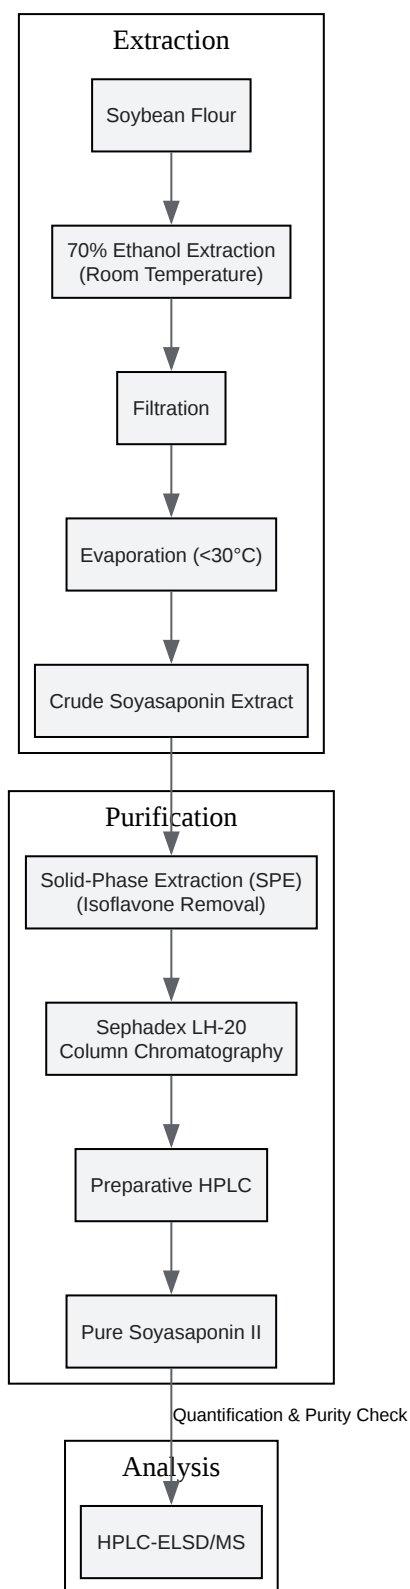 Extraction
Soybean Flour
70% Ethanol Extraction
(Room Temperature)
Filtration
Evaporation (<30°C)
Crude Soyasaponin Extract
Purification
Solid-Phase Extraction (SPE)
(Isoflavone Removal)
Sephadex LH-20
Column Chromatography
Preparative HPLC
Pure Soyasaponin II
Quantification & Purity Check
Analysis
HPLC-ELSD/MS